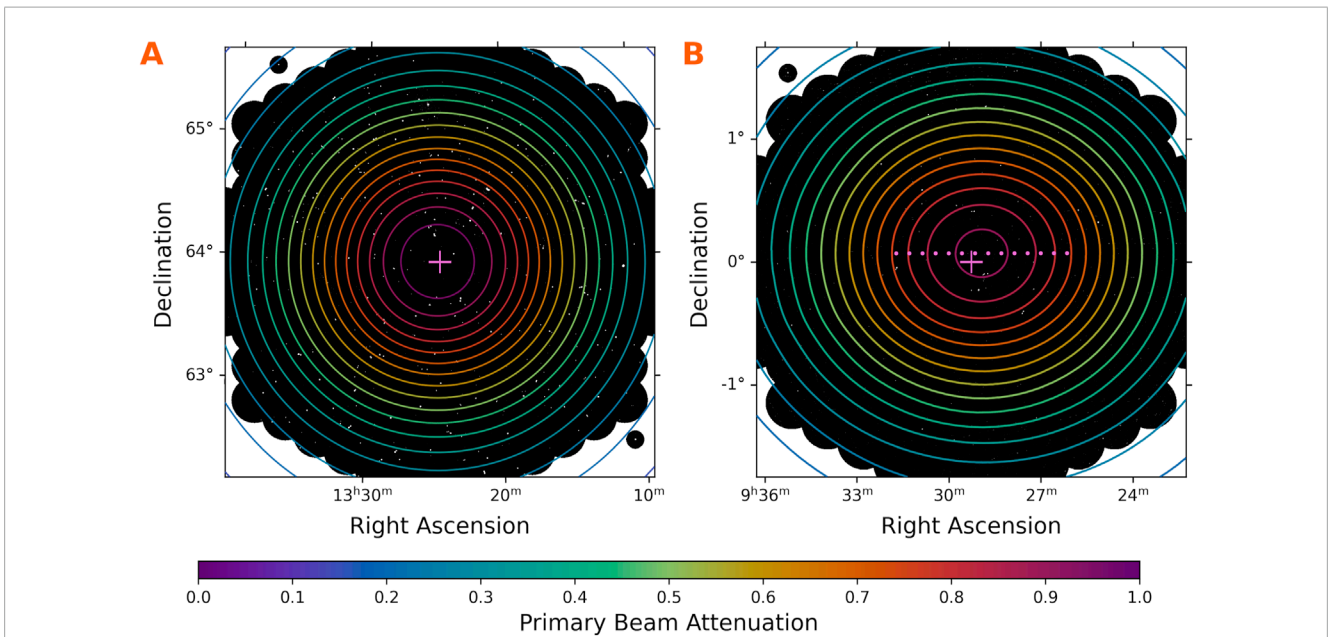 A
B
65°
64°
63°
Declination
13ʰ30ᵐ
20ᵐ
10ᵐ
Right Ascension
1°
0°
-1°
Declination
9ʰ36ᵐ
33ᵐ
30ᵐ
27ᵐ
24ᵐ
Right Ascension
0.0 0.1 0.2 0.3 0.4 0.5 0.6 0.7 0.8 0.9 1.0
Primary Beam Attenuation